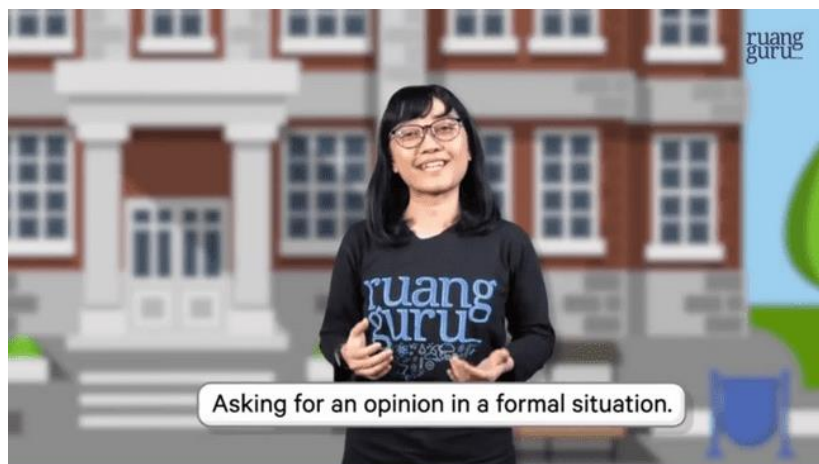 ruang
guru
ruang
guru
Asking for an opinion in a formal situation.